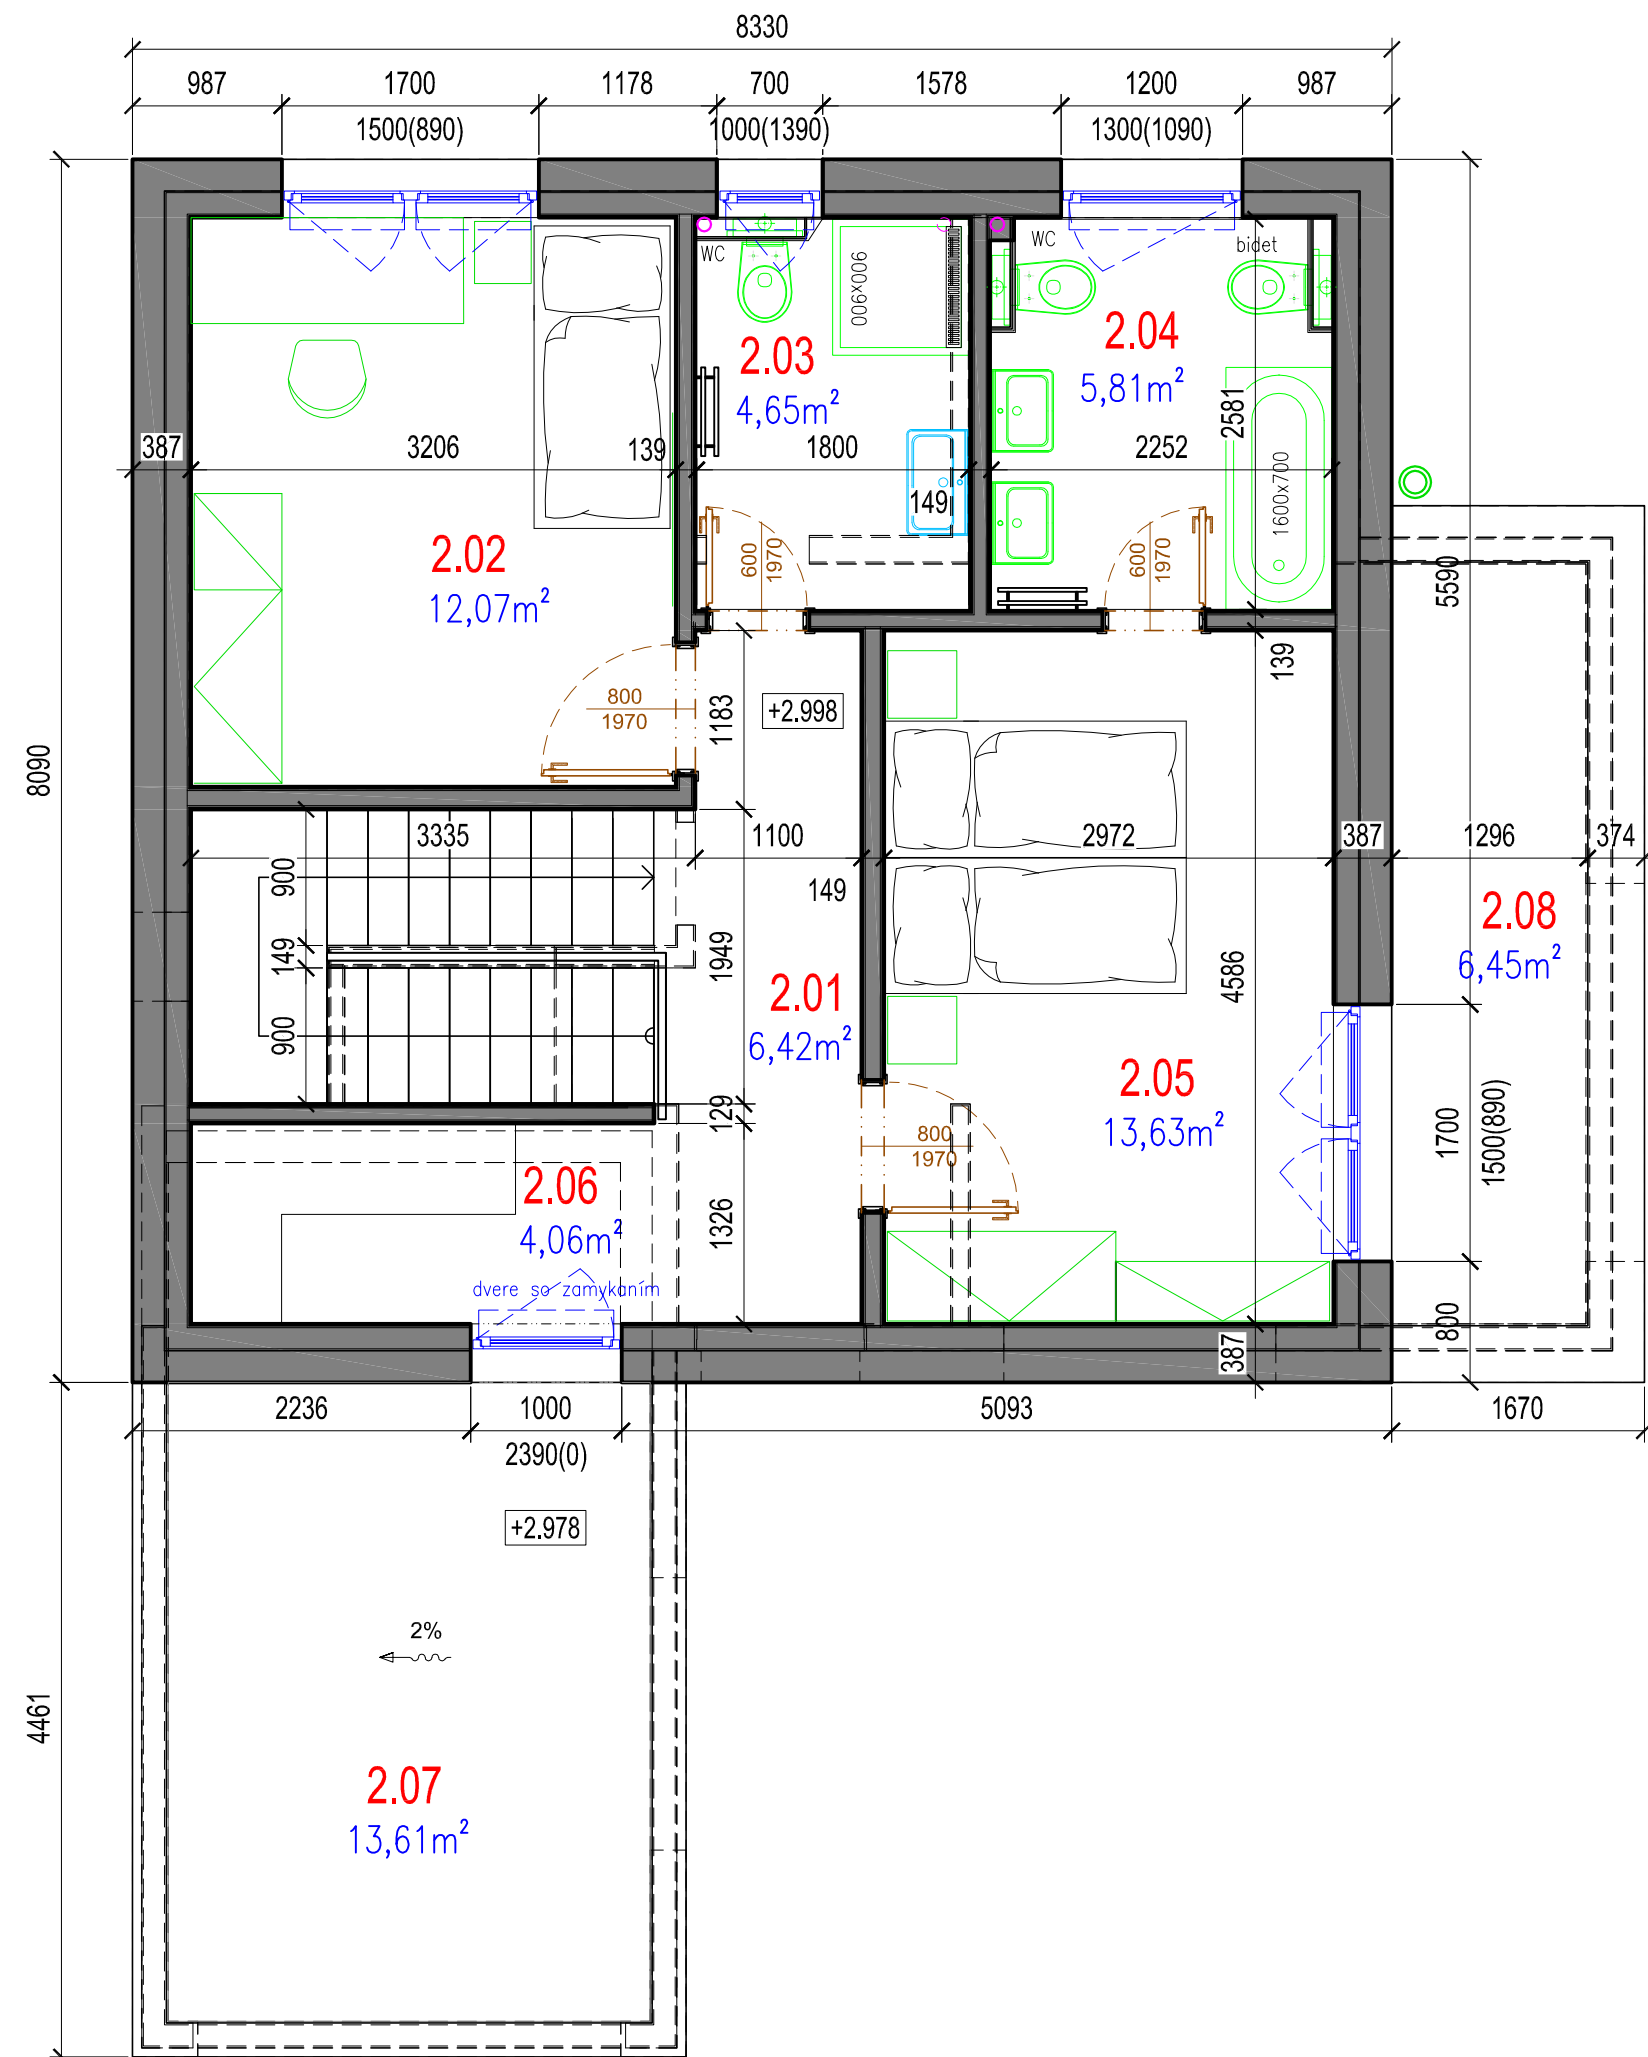 8330
987 1700 1178 700 1578 1200 987
1500(890) 1000(1390) 1300(1090)
WC 900x900 WC bidet
2.03
4,65m²
2.04
5,81m²
387 3206 139 1800 149 2252 2581
1600x700
2.02
12,07m²
600
1970
600
1970
5590
139
800
1970
1183
+2.998
8090
3335 1100 2972 387 1296 374
900
149
149
900
1949
2.08
6,45m²
2.01
6,42m²
4586
2.05
13,63m²
129
800
1970
1700
1500(890)
2.06
4,06m²
1326
dvere so zamykaním
387
800
2236 1000 5093 1670
2390(0)
+2.978
2%
4461
2.07
13,61m²